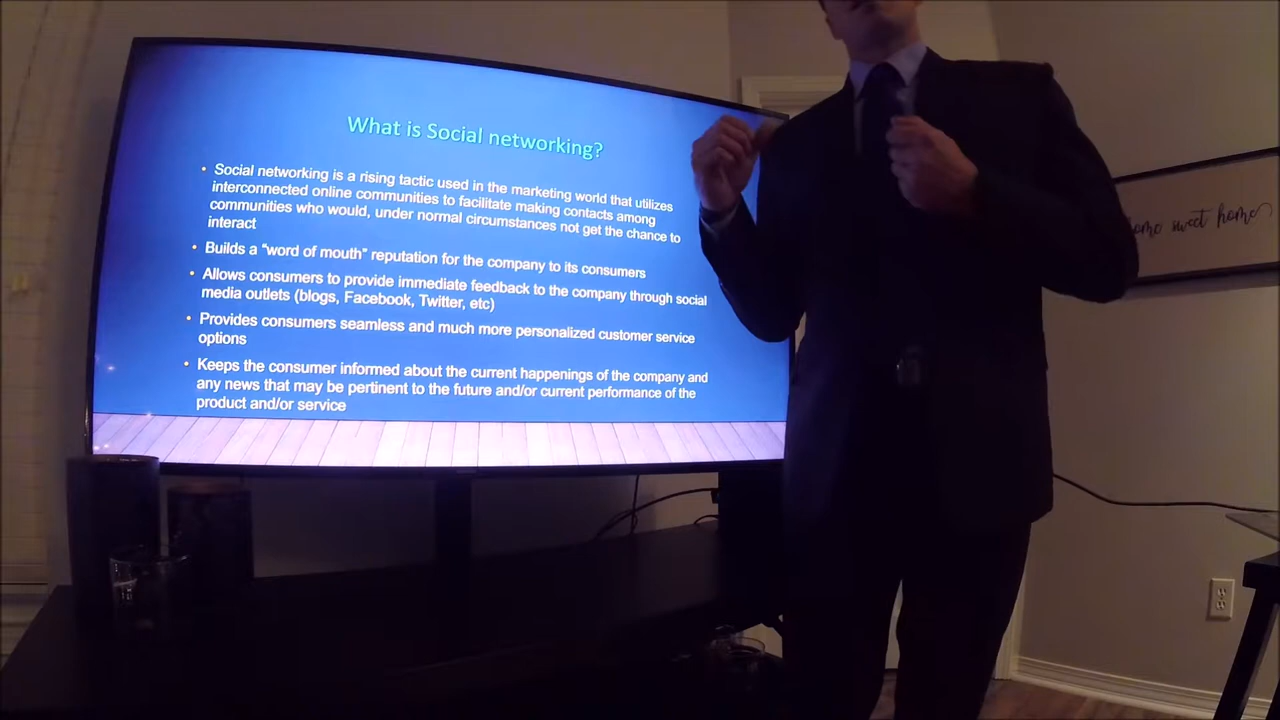 What is Social networking?
• Social networking is a rising tactic used in the marketing world that utilizes
interconnected online communities to facilitate making contacts among
communities who would, under normal circumstances not get the chance to
interact
• Builds a "word of mouth" reputation for the company to its consumers
• Allows consumers to provide immediate feedback to the company through social
media outlets (blogs, Facebook, Twitter, etc)
• Provides consumers seamless and much more personalized customer service
options
• Keeps the consumer informed about the current happenings of the company and
any news that may be pertinent to the future and/or current performance of the
product and/or service
sweet home